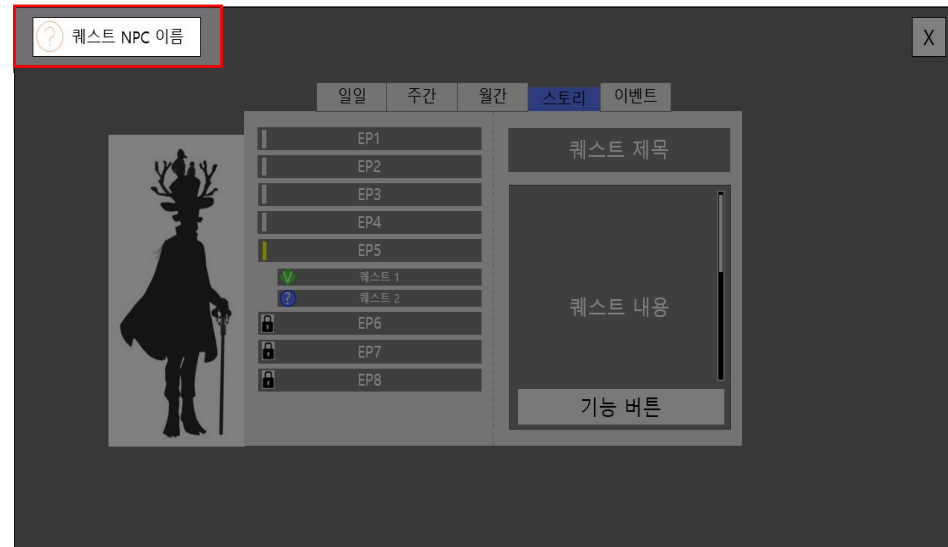 ? 퀘스트 NPC 이름
X
일일 주간 월간 스토리 이벤트
EP1
EP2
EP3
EP4
EP5
V 퀘스트 1
? 퀘스트 2
EP6
EP7
EP8
퀘스트 제목
퀘스트 내용
기능 버튼